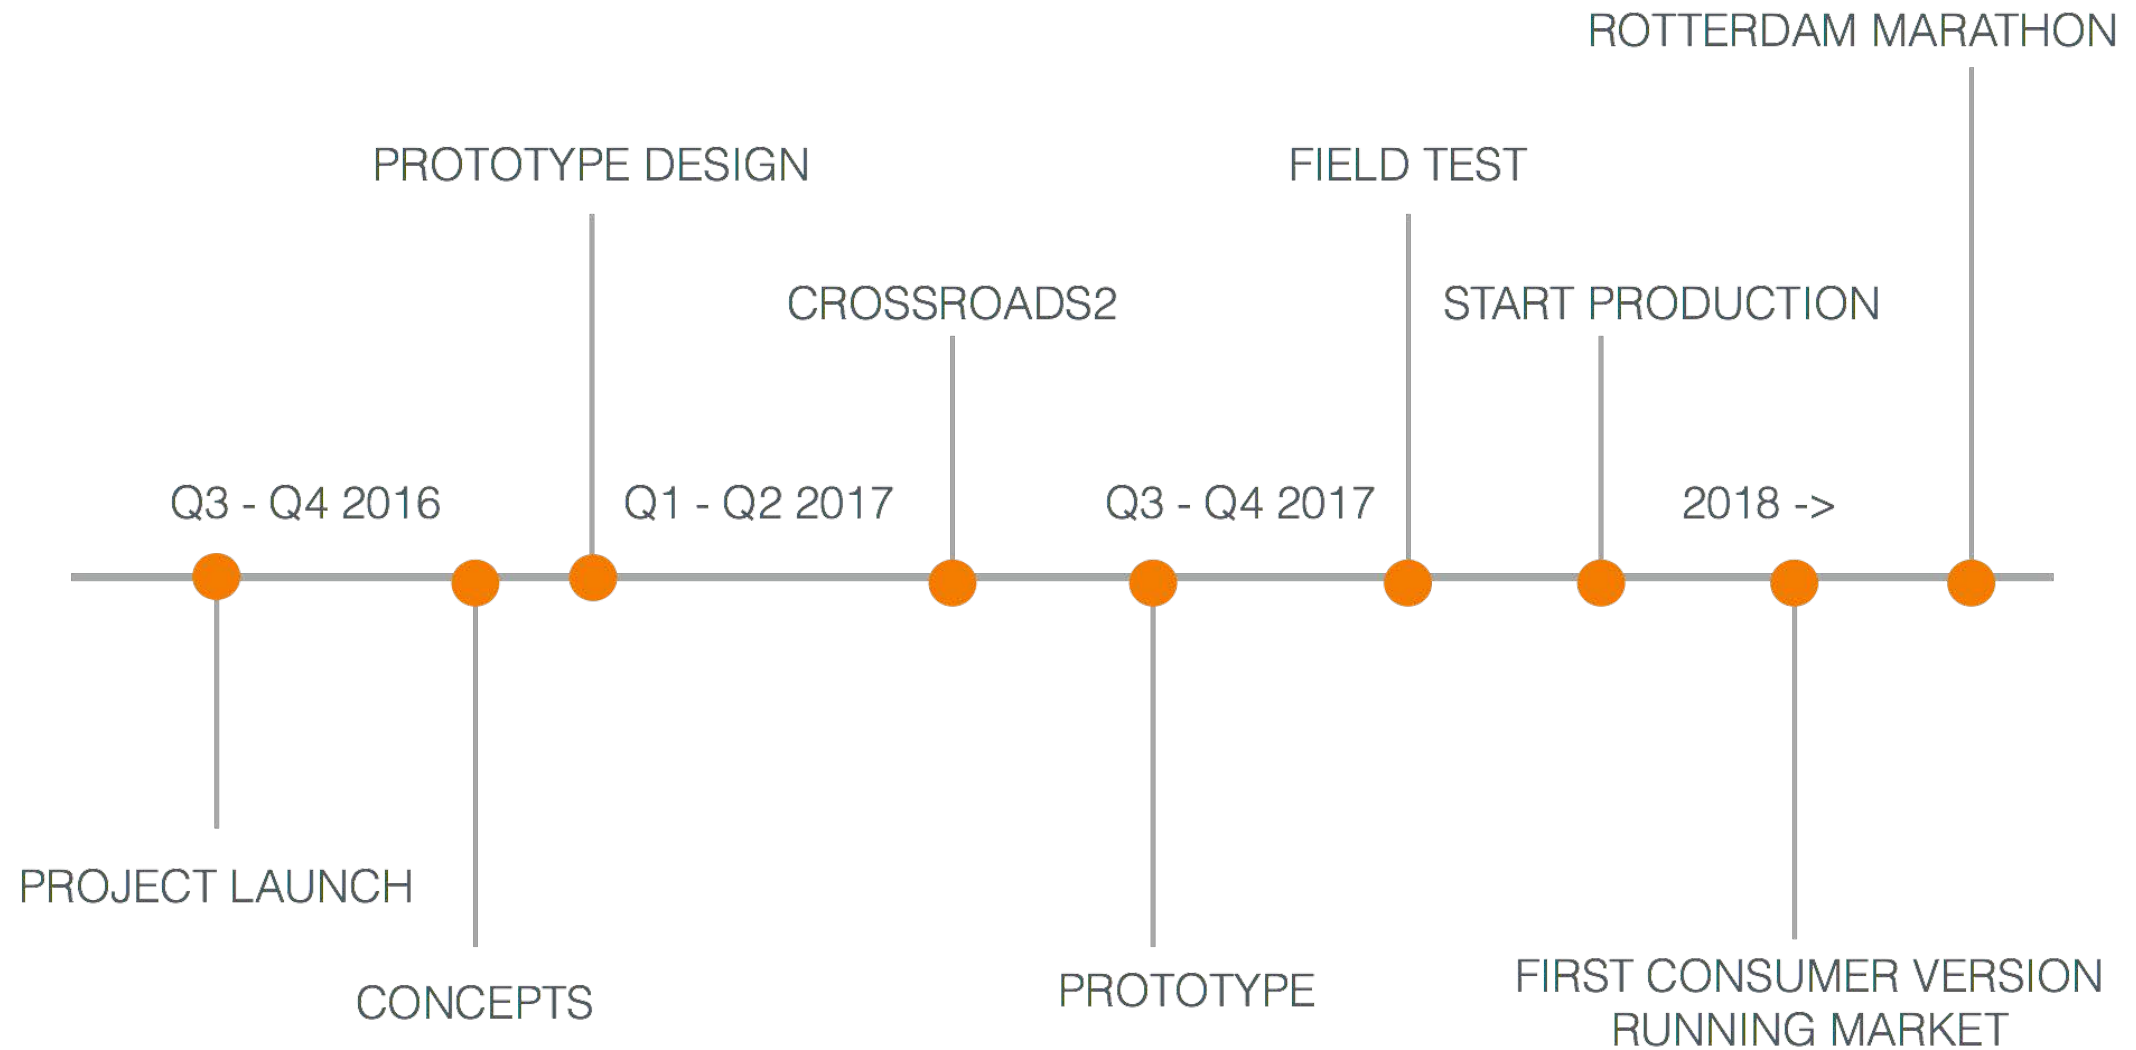 ROTTERDAM MARATHON
PROTOTYPE DESIGN
FIELD TEST
CROSSROADS2
START PRODUCTION
Q3 - Q4 2016
Q1 - Q2 2017
Q3 - Q4 2017
2018 ->
PROJECT LAUNCH
CONCEPTS
PROTOTYPE
FIRST CONSUMER VERSION
RUNNING MARKET